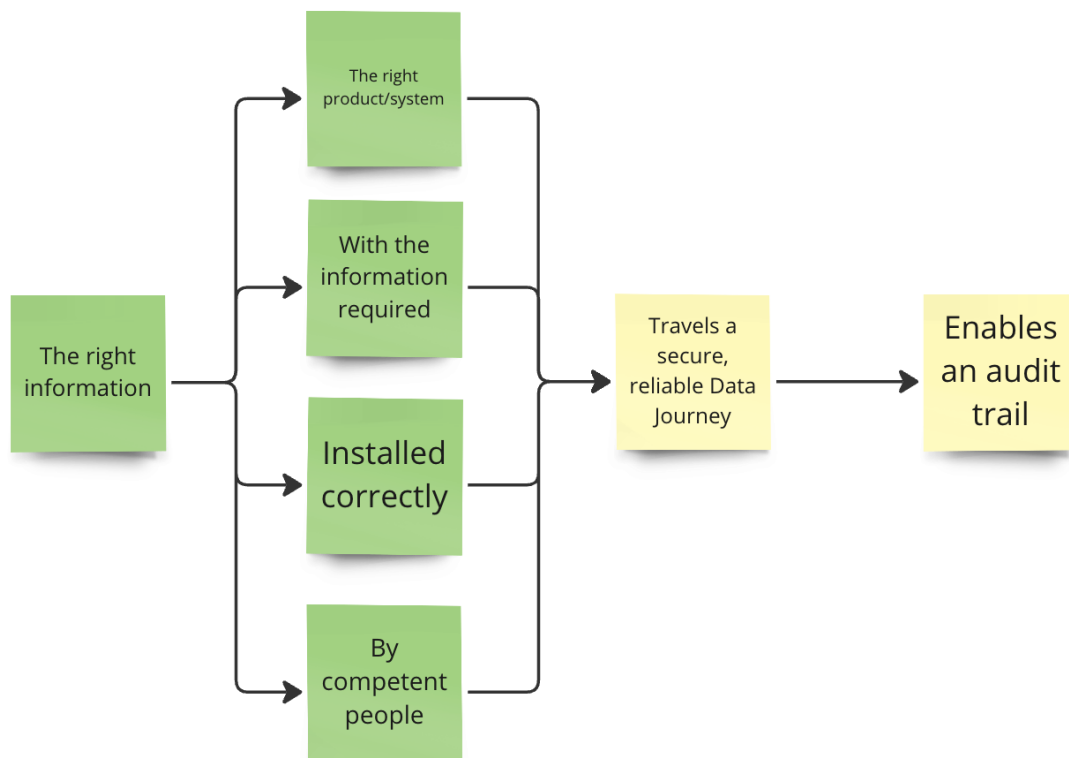 The right
product/system
With the
information
required
The right
information
Installed
correctly
By
competent
people
Travels a
secure,
reliable Data
Journey
Enables
an audit
trail